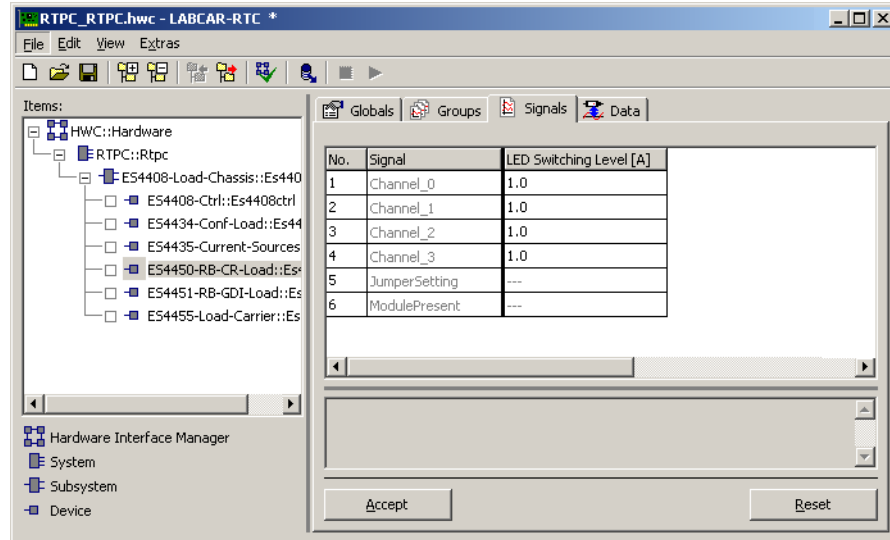 RTPC_RTPC.hwc - LABCAR-RTC *
File Edit View Extras
Items:
HWC::Hardware
RTPC::Rtpc
ES4408-Load-Chassis::Es440
ES4408-Ctrl::Es4408ctrl
ES4434-Conf-Load::Es44
ES4435-Current-Sources
ES4450-RB-CR-Load::Es4
ES4451-RB-GDI-Load::Es
ES4455-Load-Carrier::Es
Hardware Interface Manager
System
Subsystem
Device
Globals Groups Signals Data
No. Signal LED Switching Level [A]
1 Channel_0 1.0
2 Channel_1 1.0
3 Channel_2 1.0
4 Channel_3 1.0
5 JumperSetting ---
6 ModulePresent ---
Accept Reset